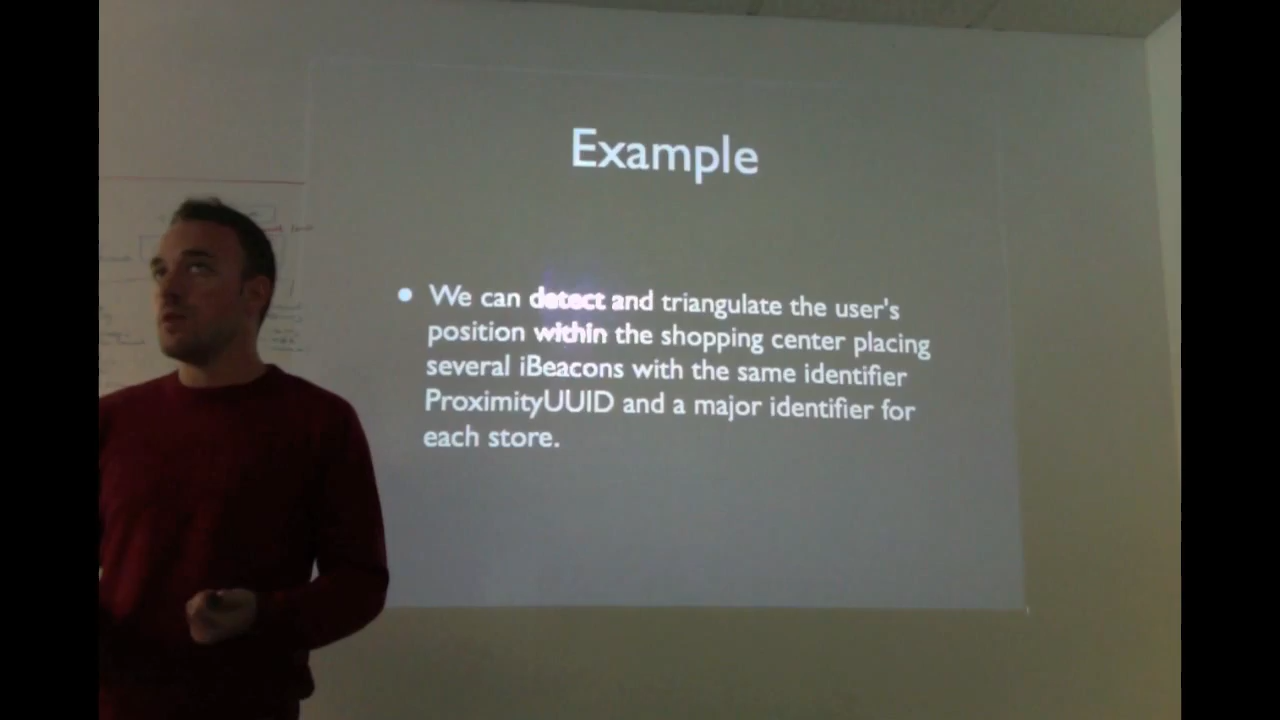 Example
• We can detect and triangulate the user's
position within the shopping center placing
several iBeacons with the same identifier
ProximityUUID and a major identifier for
each store.